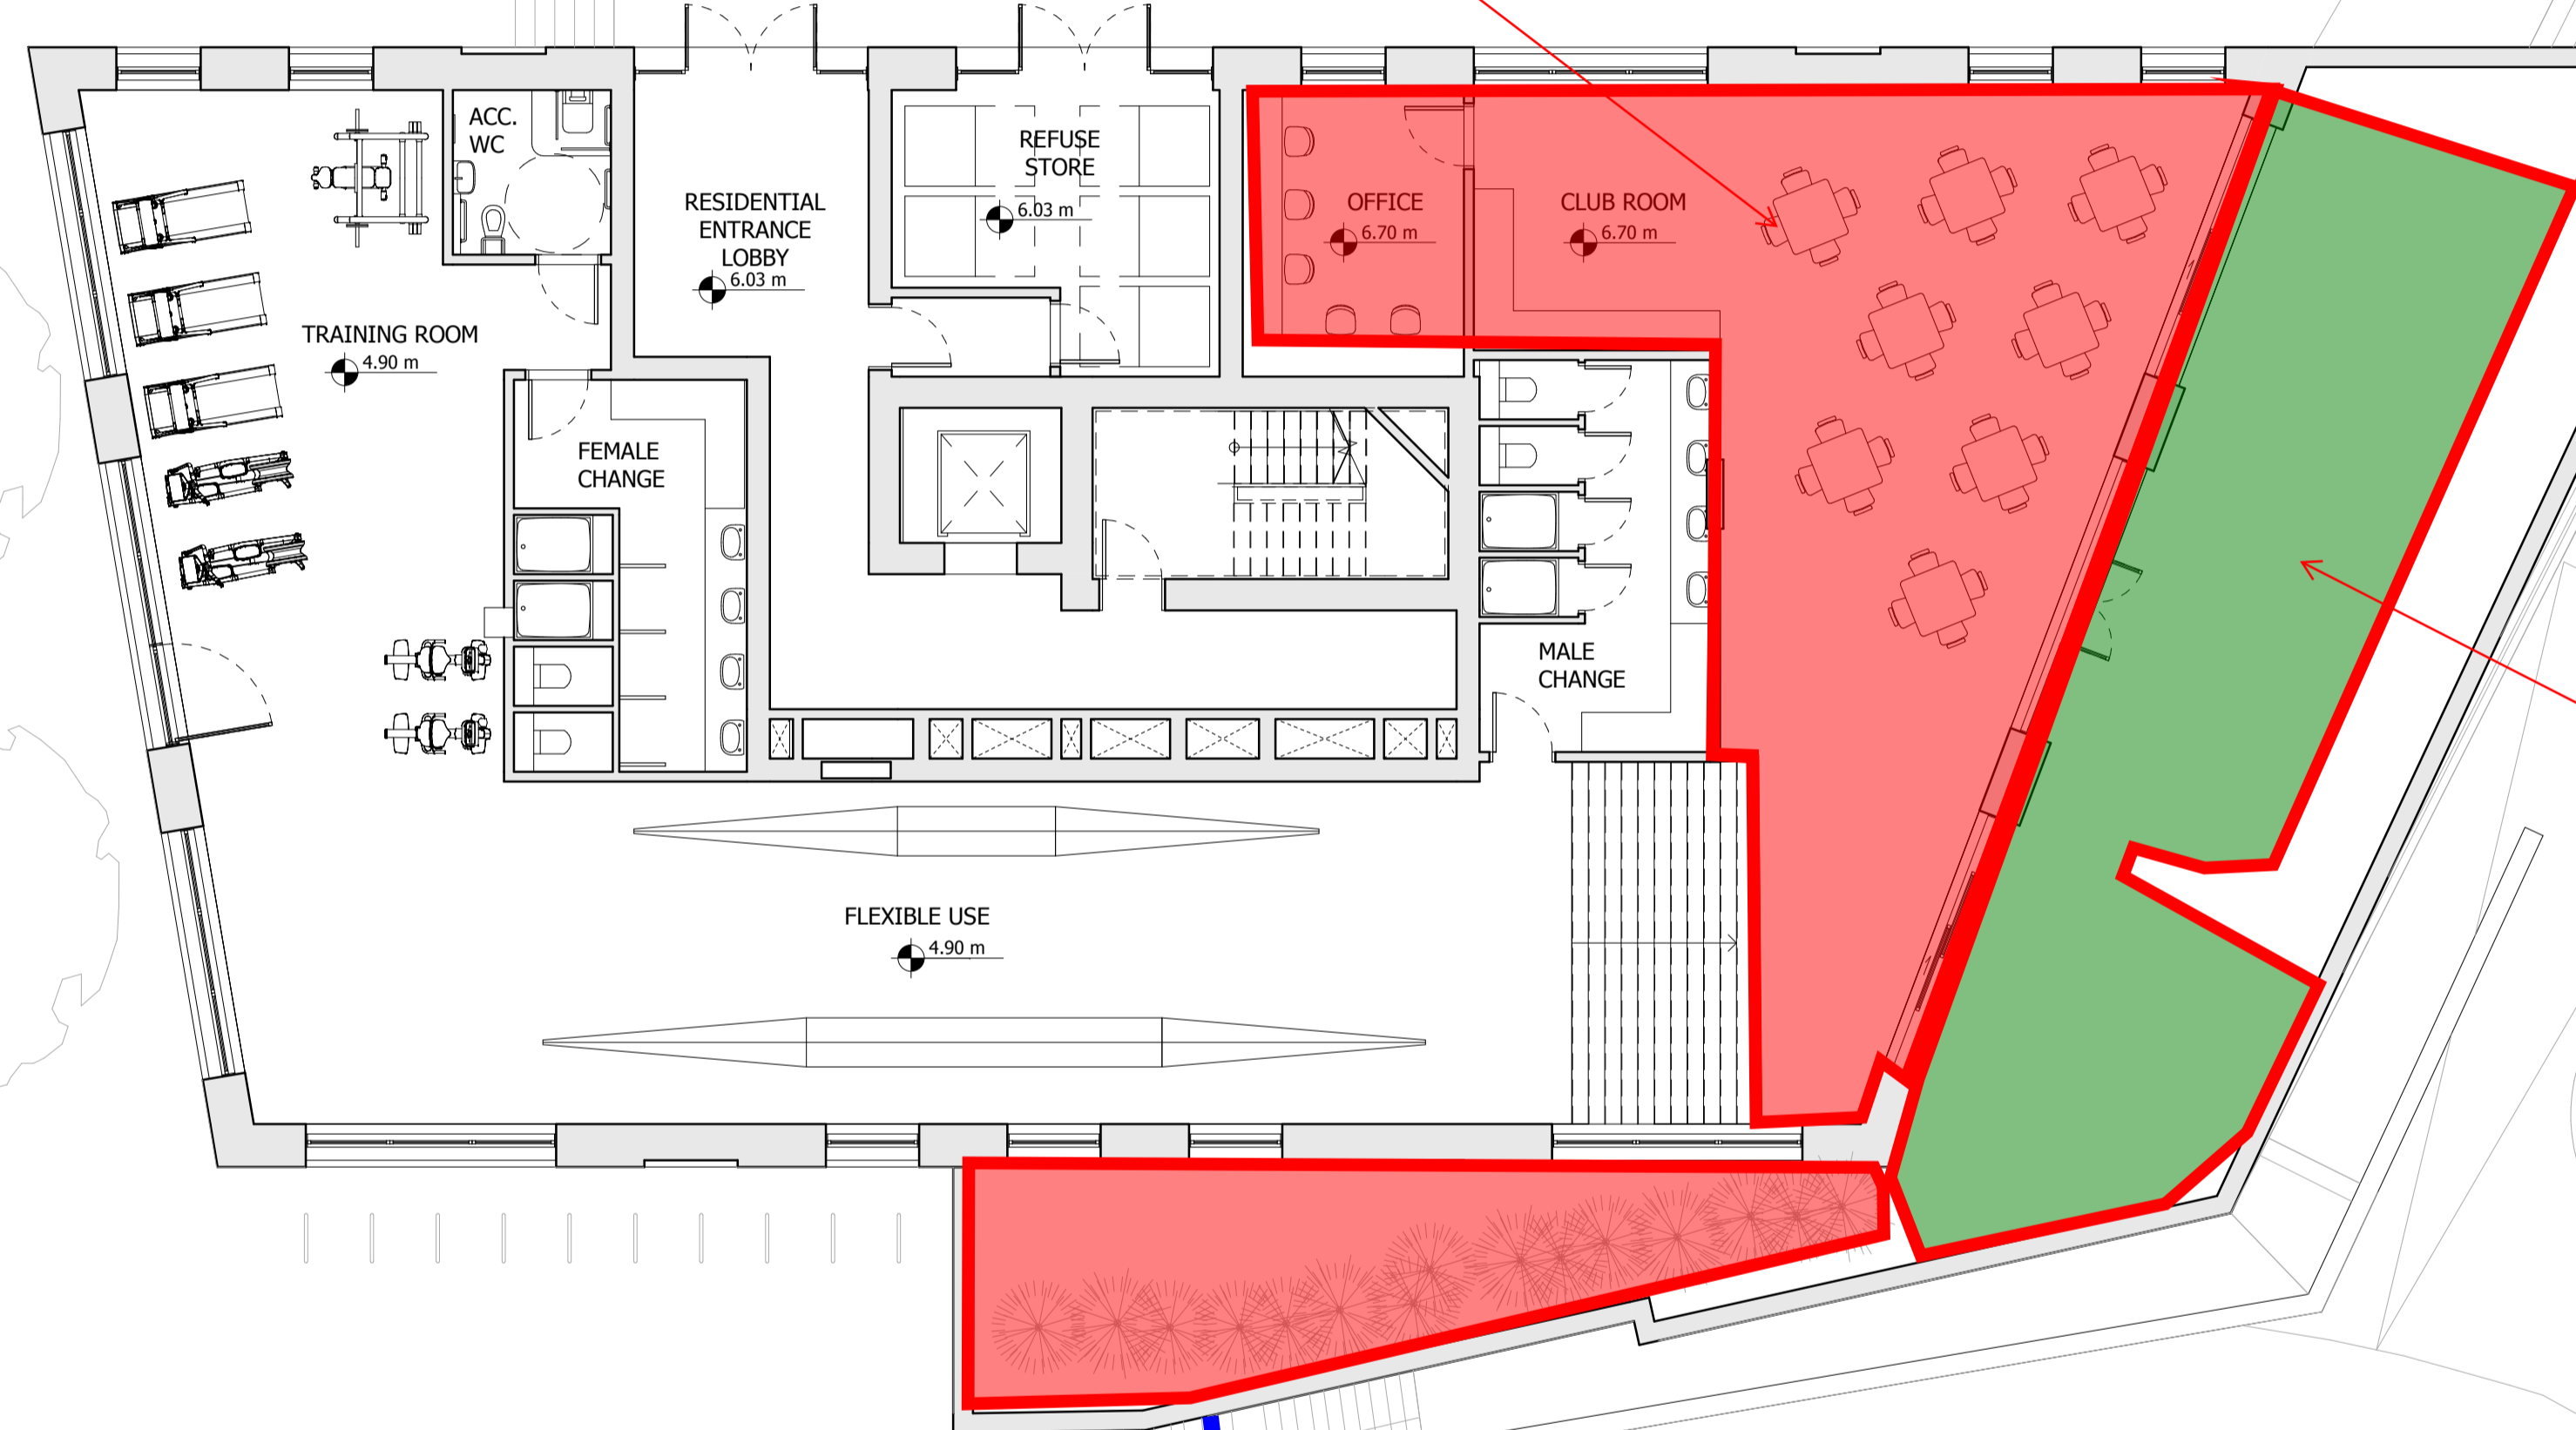 ACC.
WC
TRAINING ROOM
4.90 m
FEMALE
CHANGE
RESIDENTIAL
ENTRANCE
LOBBY
6.03 m
REFUSE
STORE
6.03 m
OFFICE
6.70 m
CLUB ROOM
6.70 m
MALE
CHANGE
FLEXIBLE USE
4.90 m